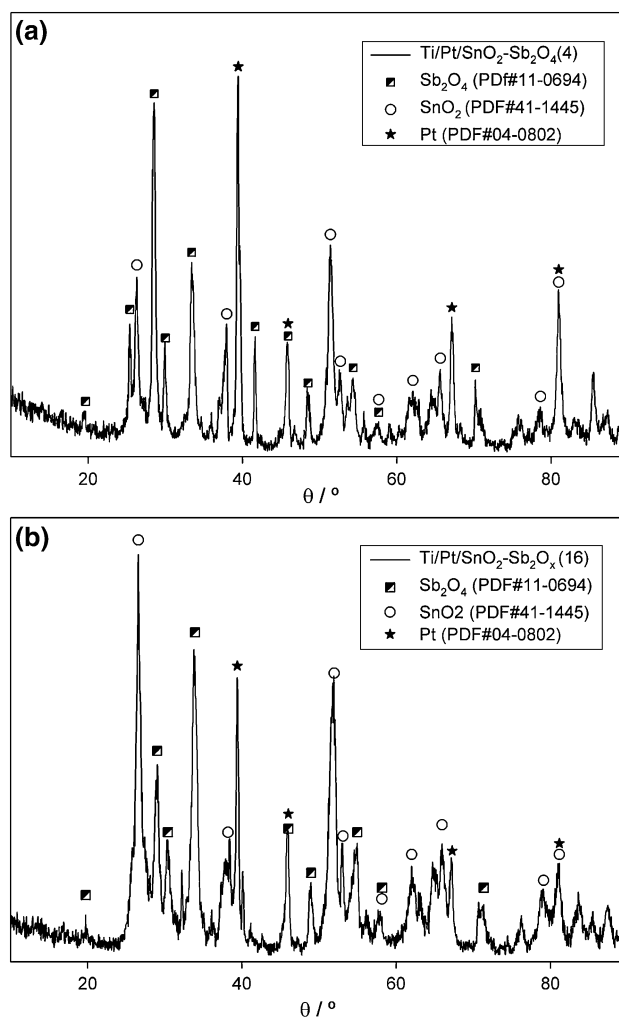 (a)
Ti/Pt/SnO₂-Sb₂O₄(4)
Sb₂O₄ (PDf#11-0694)
SnO₂ (PDF#41-1445)
Pt (PDF#04-0802)
20 40 60 80
θ / º
(b)
Ti/Pt/SnO₂-Sb₂Oₓ(16)
Sb₂O₄ (PDF#11-0694)
SnO2 (PDF#41-1445)
Pt (PDF#04-0802)
20 40 60 80
θ / º